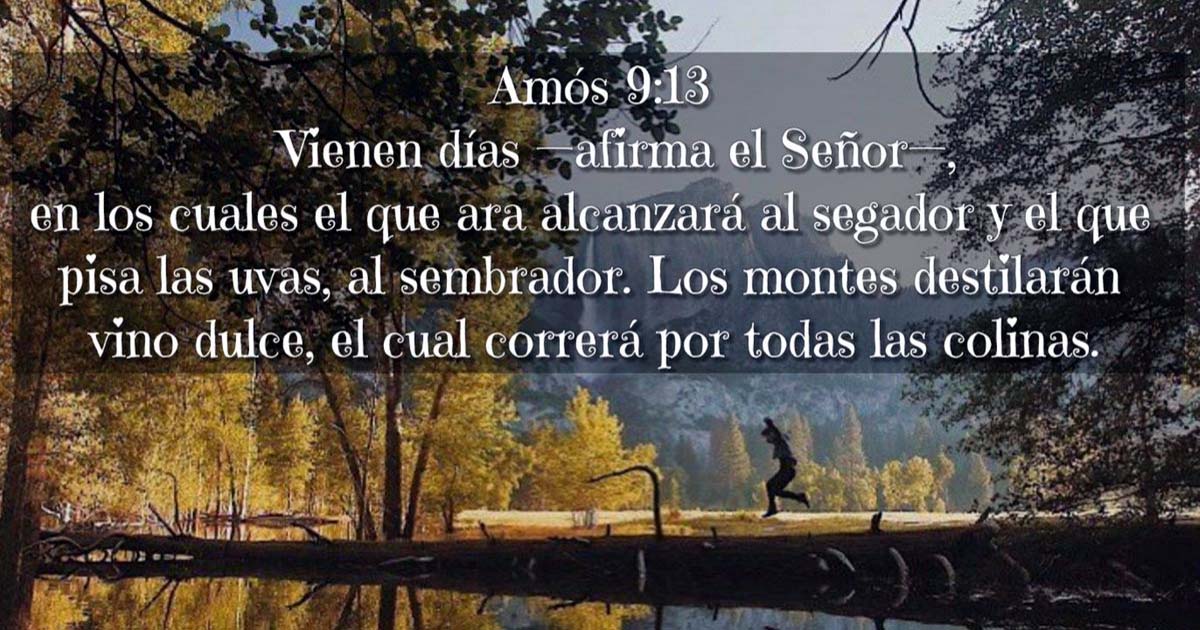 Amós 9:13
Vienen días —afirma el Señor—,
en los cuales el que ara alcanzará al segador y el que
pisa las uvas, al sembrador. Los montes destilarán
vino dulce, el cual correrá por todas las colinas.